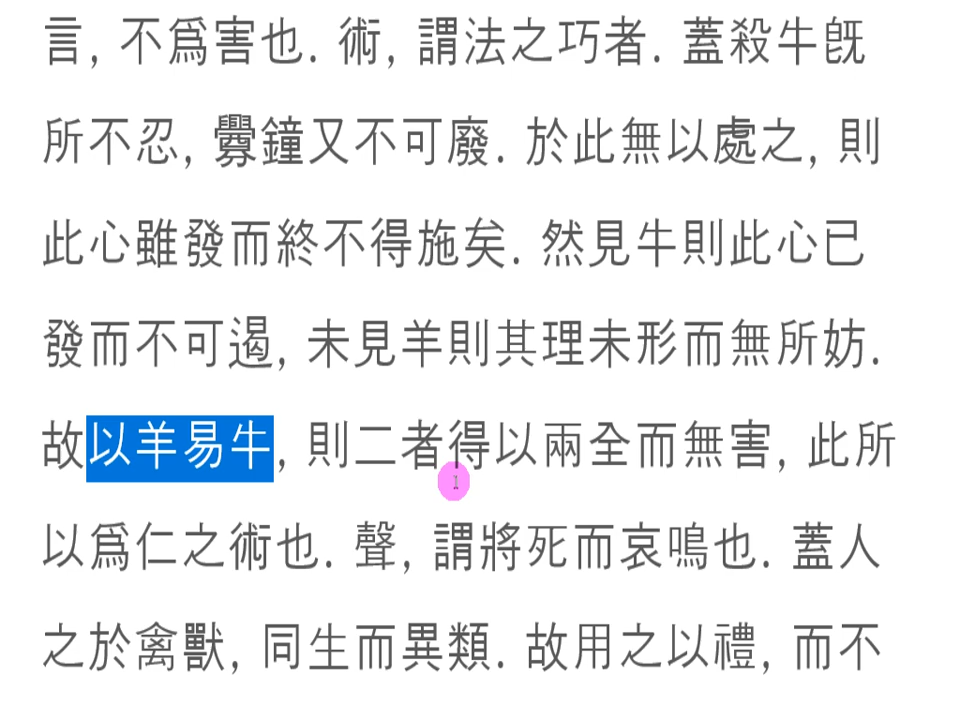 言, 不爲害也. 術, 謂法之巧者. 蓋殺牛旣
所不忍, 釁鐘又不可廢. 於此無以處之, 則
此心雖發而終不得施矣. 然見牛則此心已
發而不可遏, 未見羊則其理未形而無所妨.
故以羊易牛, 則二者得以兩全而無害, 此所
以爲仁之術也. 聲, 謂將死而哀鳴也. 蓋人
之於禽獸, 同生而異類. 故用之以禮, 而不